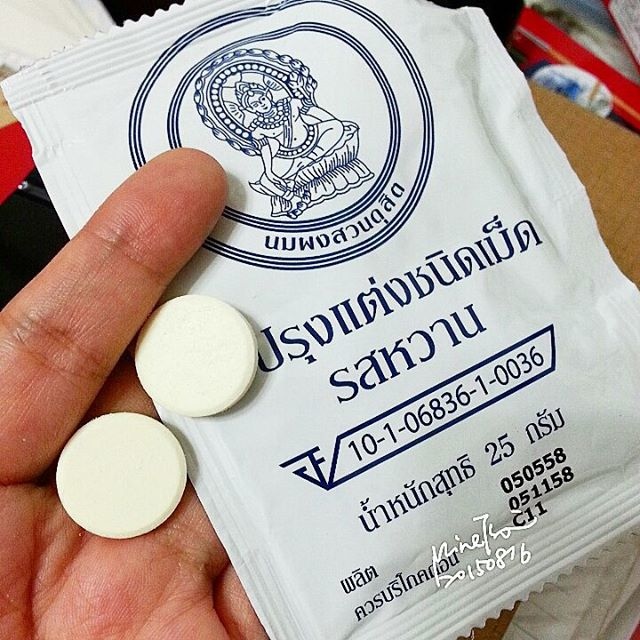 นมผงสวนดุสิต
ปรุงแต่งชนิดเม็ด
รสหวาน
10-1-06836-1-0036
น้ำหนักสุทธิ 25 กรัม
050558
ผลิต 051158
ควรบริโภคก่อน C11
20150816